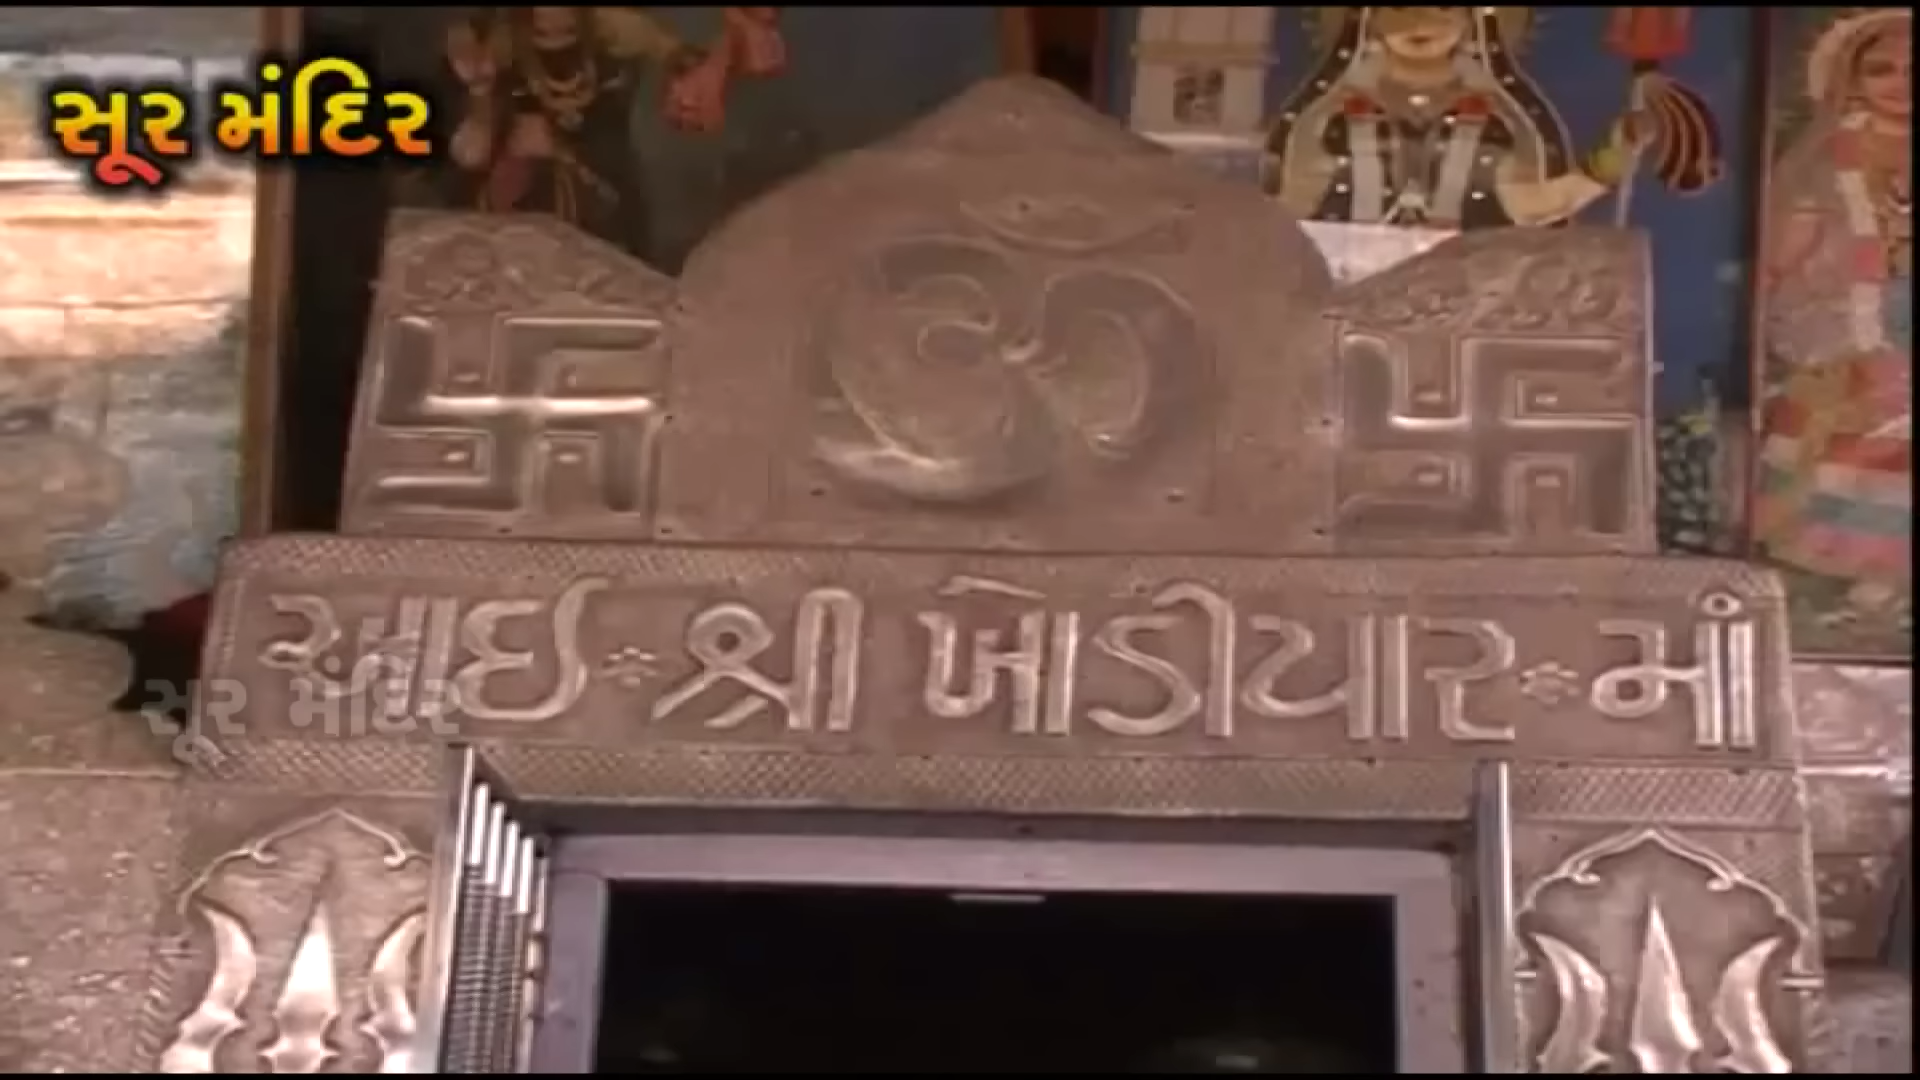 સૂર મંદિર
ૐ
આઈ શ્રી ખોડીયાર માઁ
સૂર મંદિર